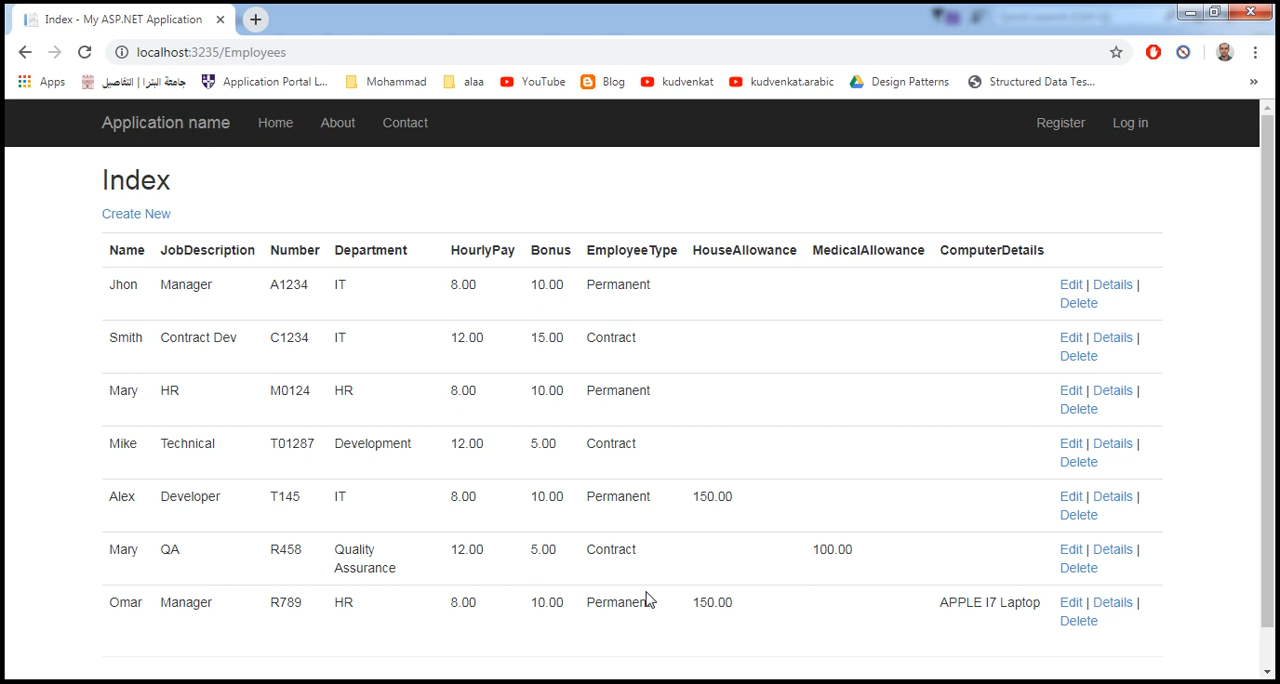 Index - My ASP.NET Application
localhost:3235/Employees
Apps جامعة البترا | التفاصيل Application Portal L... Mohammad alaa YouTube Blog kudvenkat kudvenkat.arabic Design Patterns Structured Data Tes... »
Application name Home About Contact Register Log in
Index
Create New
Name JobDescription Number Department HourlyPay Bonus EmployeeType HouseAllowance MedicalAllowance ComputerDetails
Jhon Manager A1234 IT 8.00 10.00 Permanent Edit | Details |
Delete
Smith Contract Dev C1234 IT 12.00 15.00 Contract Edit | Details |
Delete
Mary HR M0124 HR 8.00 10.00 Permanent Edit | Details |
Delete
Mike Technical T01287 Development 12.00 5.00 Contract Edit | Details |
Delete
Alex Developer T145 IT 8.00 10.00 Permanent 150.00 Edit | Details |
Delete
Mary QA R458 Quality 12.00 5.00 Contract 100.00 Edit | Details |
Assurance Delete
Omar Manager R789 HR 8.00 10.00 Permanent 150.00 APPLE I7 Laptop Edit | Details |
Delete